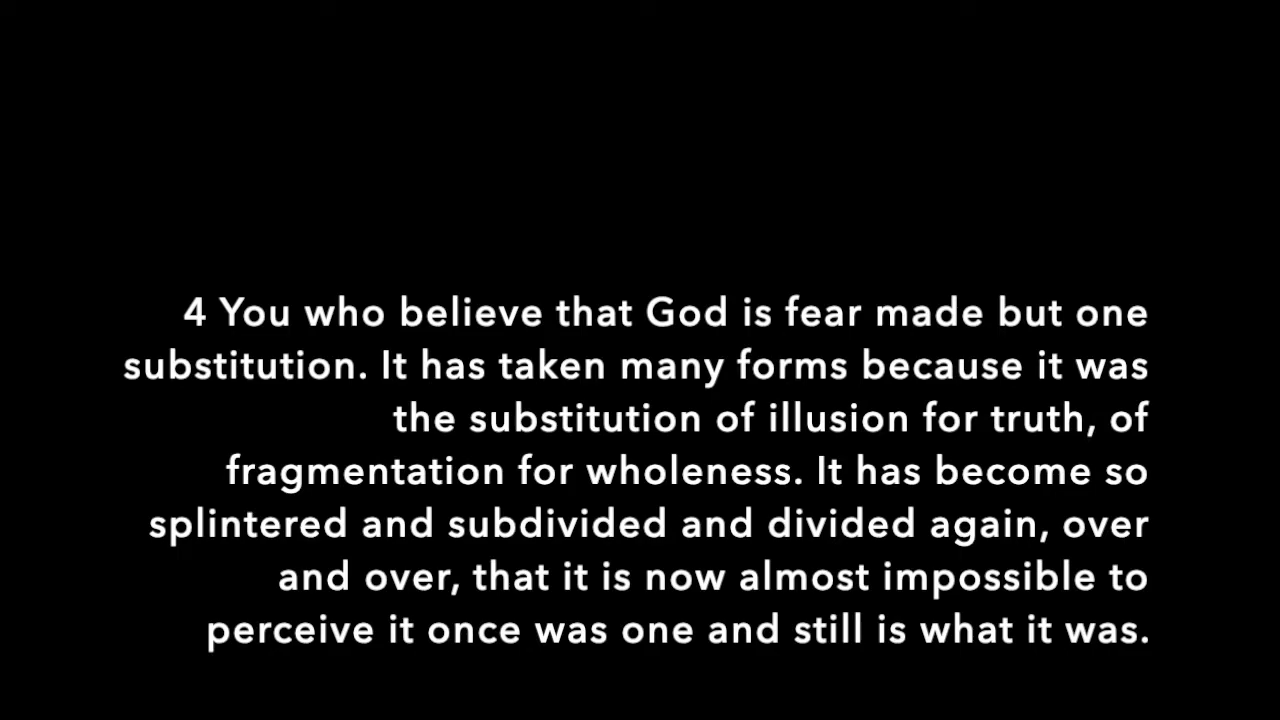 4 You who believe that God is fear made but one
substitution. It has taken many forms because it was
the substitution of illusion for truth, of
fragmentation for wholeness. It has become so
splintered and subdivided and divided again, over
and over, that it is now almost impossible to
perceive it once was one and still is what it was.